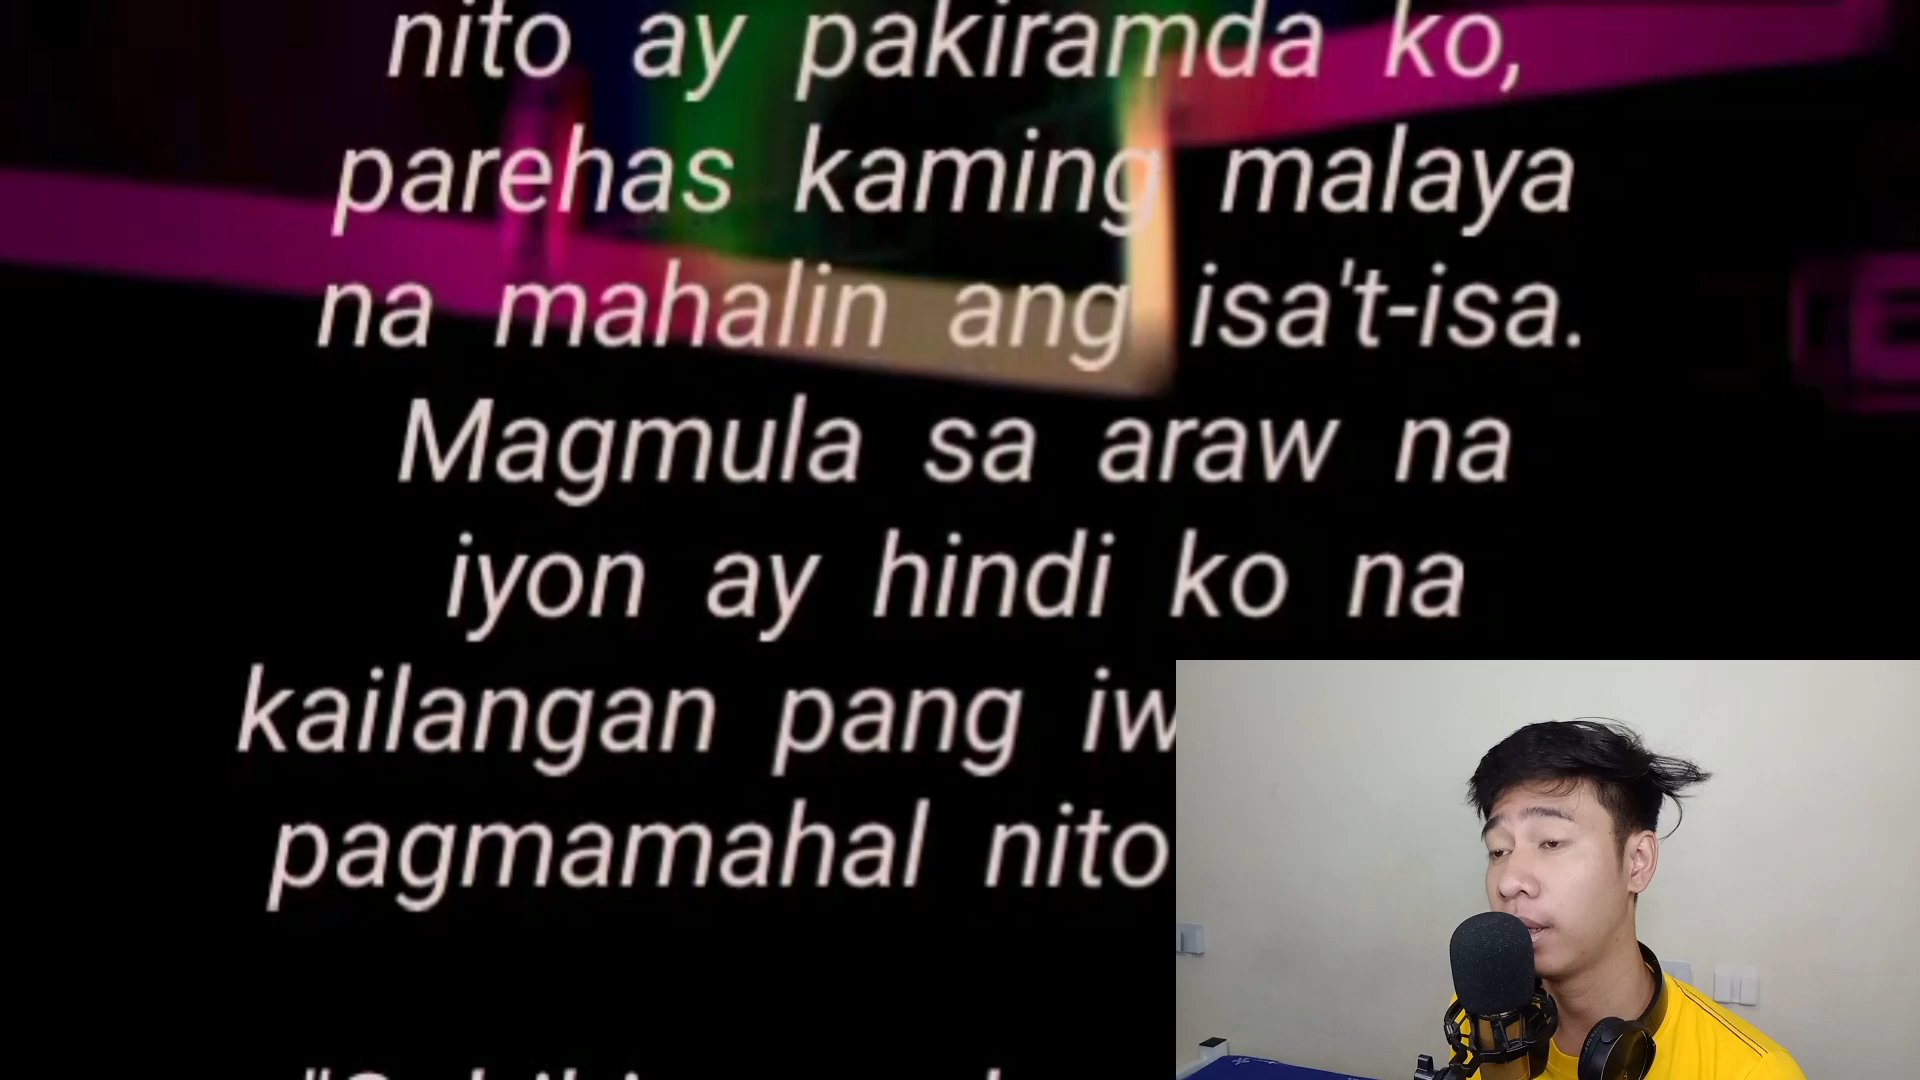 nito ay pakiramda ko,
parehas kaming malaya
na mahalin ang isa't-isa.
Magmula sa araw na
iyon ay hindi ko na
kailangan pang
pagmamahal nito